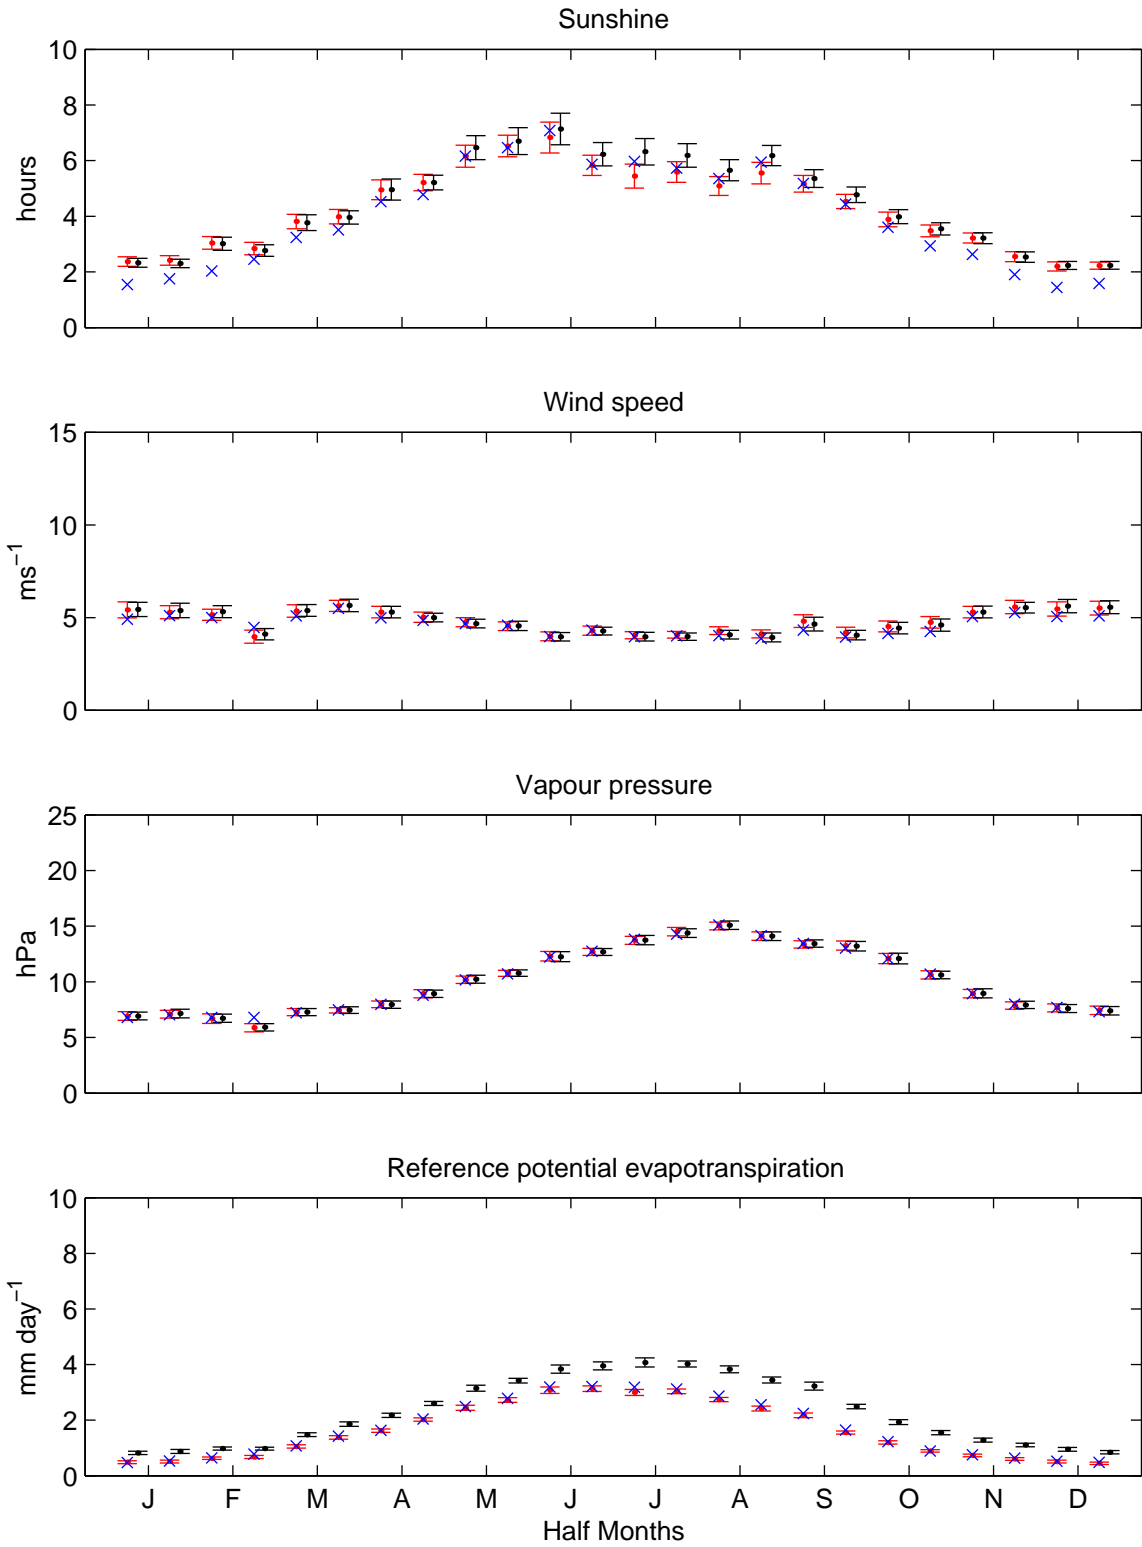 Sunshine
10
8
6
4
2
0
hours
Wind speed
15
10
5
0
ms⁻¹
Vapour pressure
25
20
15
10
5
0
hPa
Reference potential evapotranspiration
10
8
6
4
2
0
mm day⁻¹
J F M A M J J A S O N D
Half Months